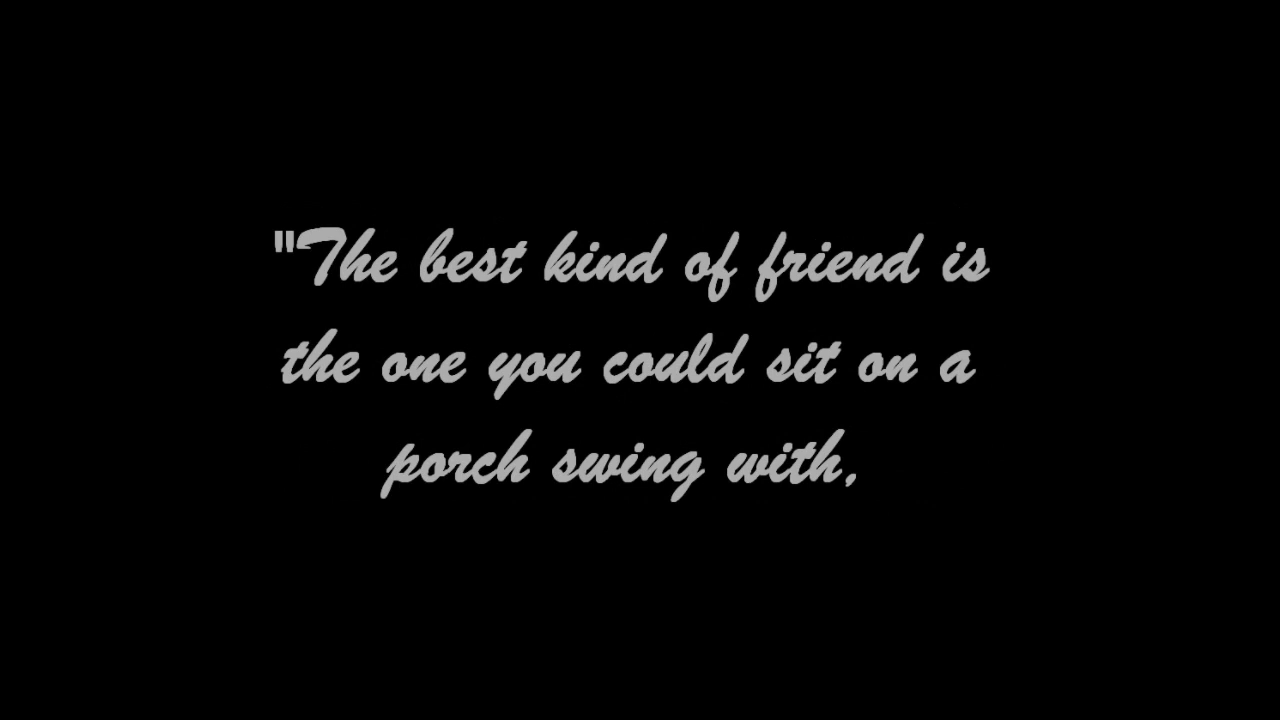 "The best kind of friend is
the one you could sit on a
porch swing with,